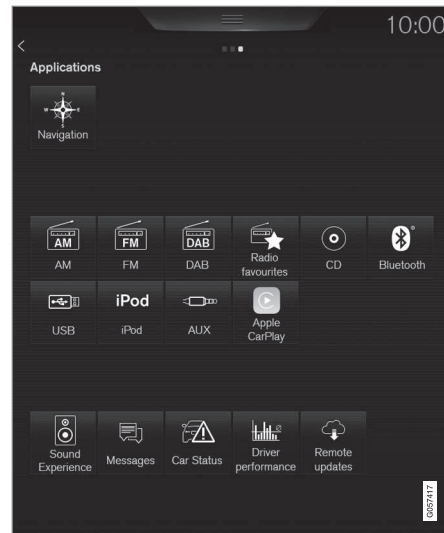 10:00
Applications
N
W E
S
Navigation
AM FM DAB
AM FM DAB Radio favourites CD Bluetooth
iPod
USB iPod AUX Apple CarPlay
Sound Experience Messages Car Status Driver performance Remote updates
G057417